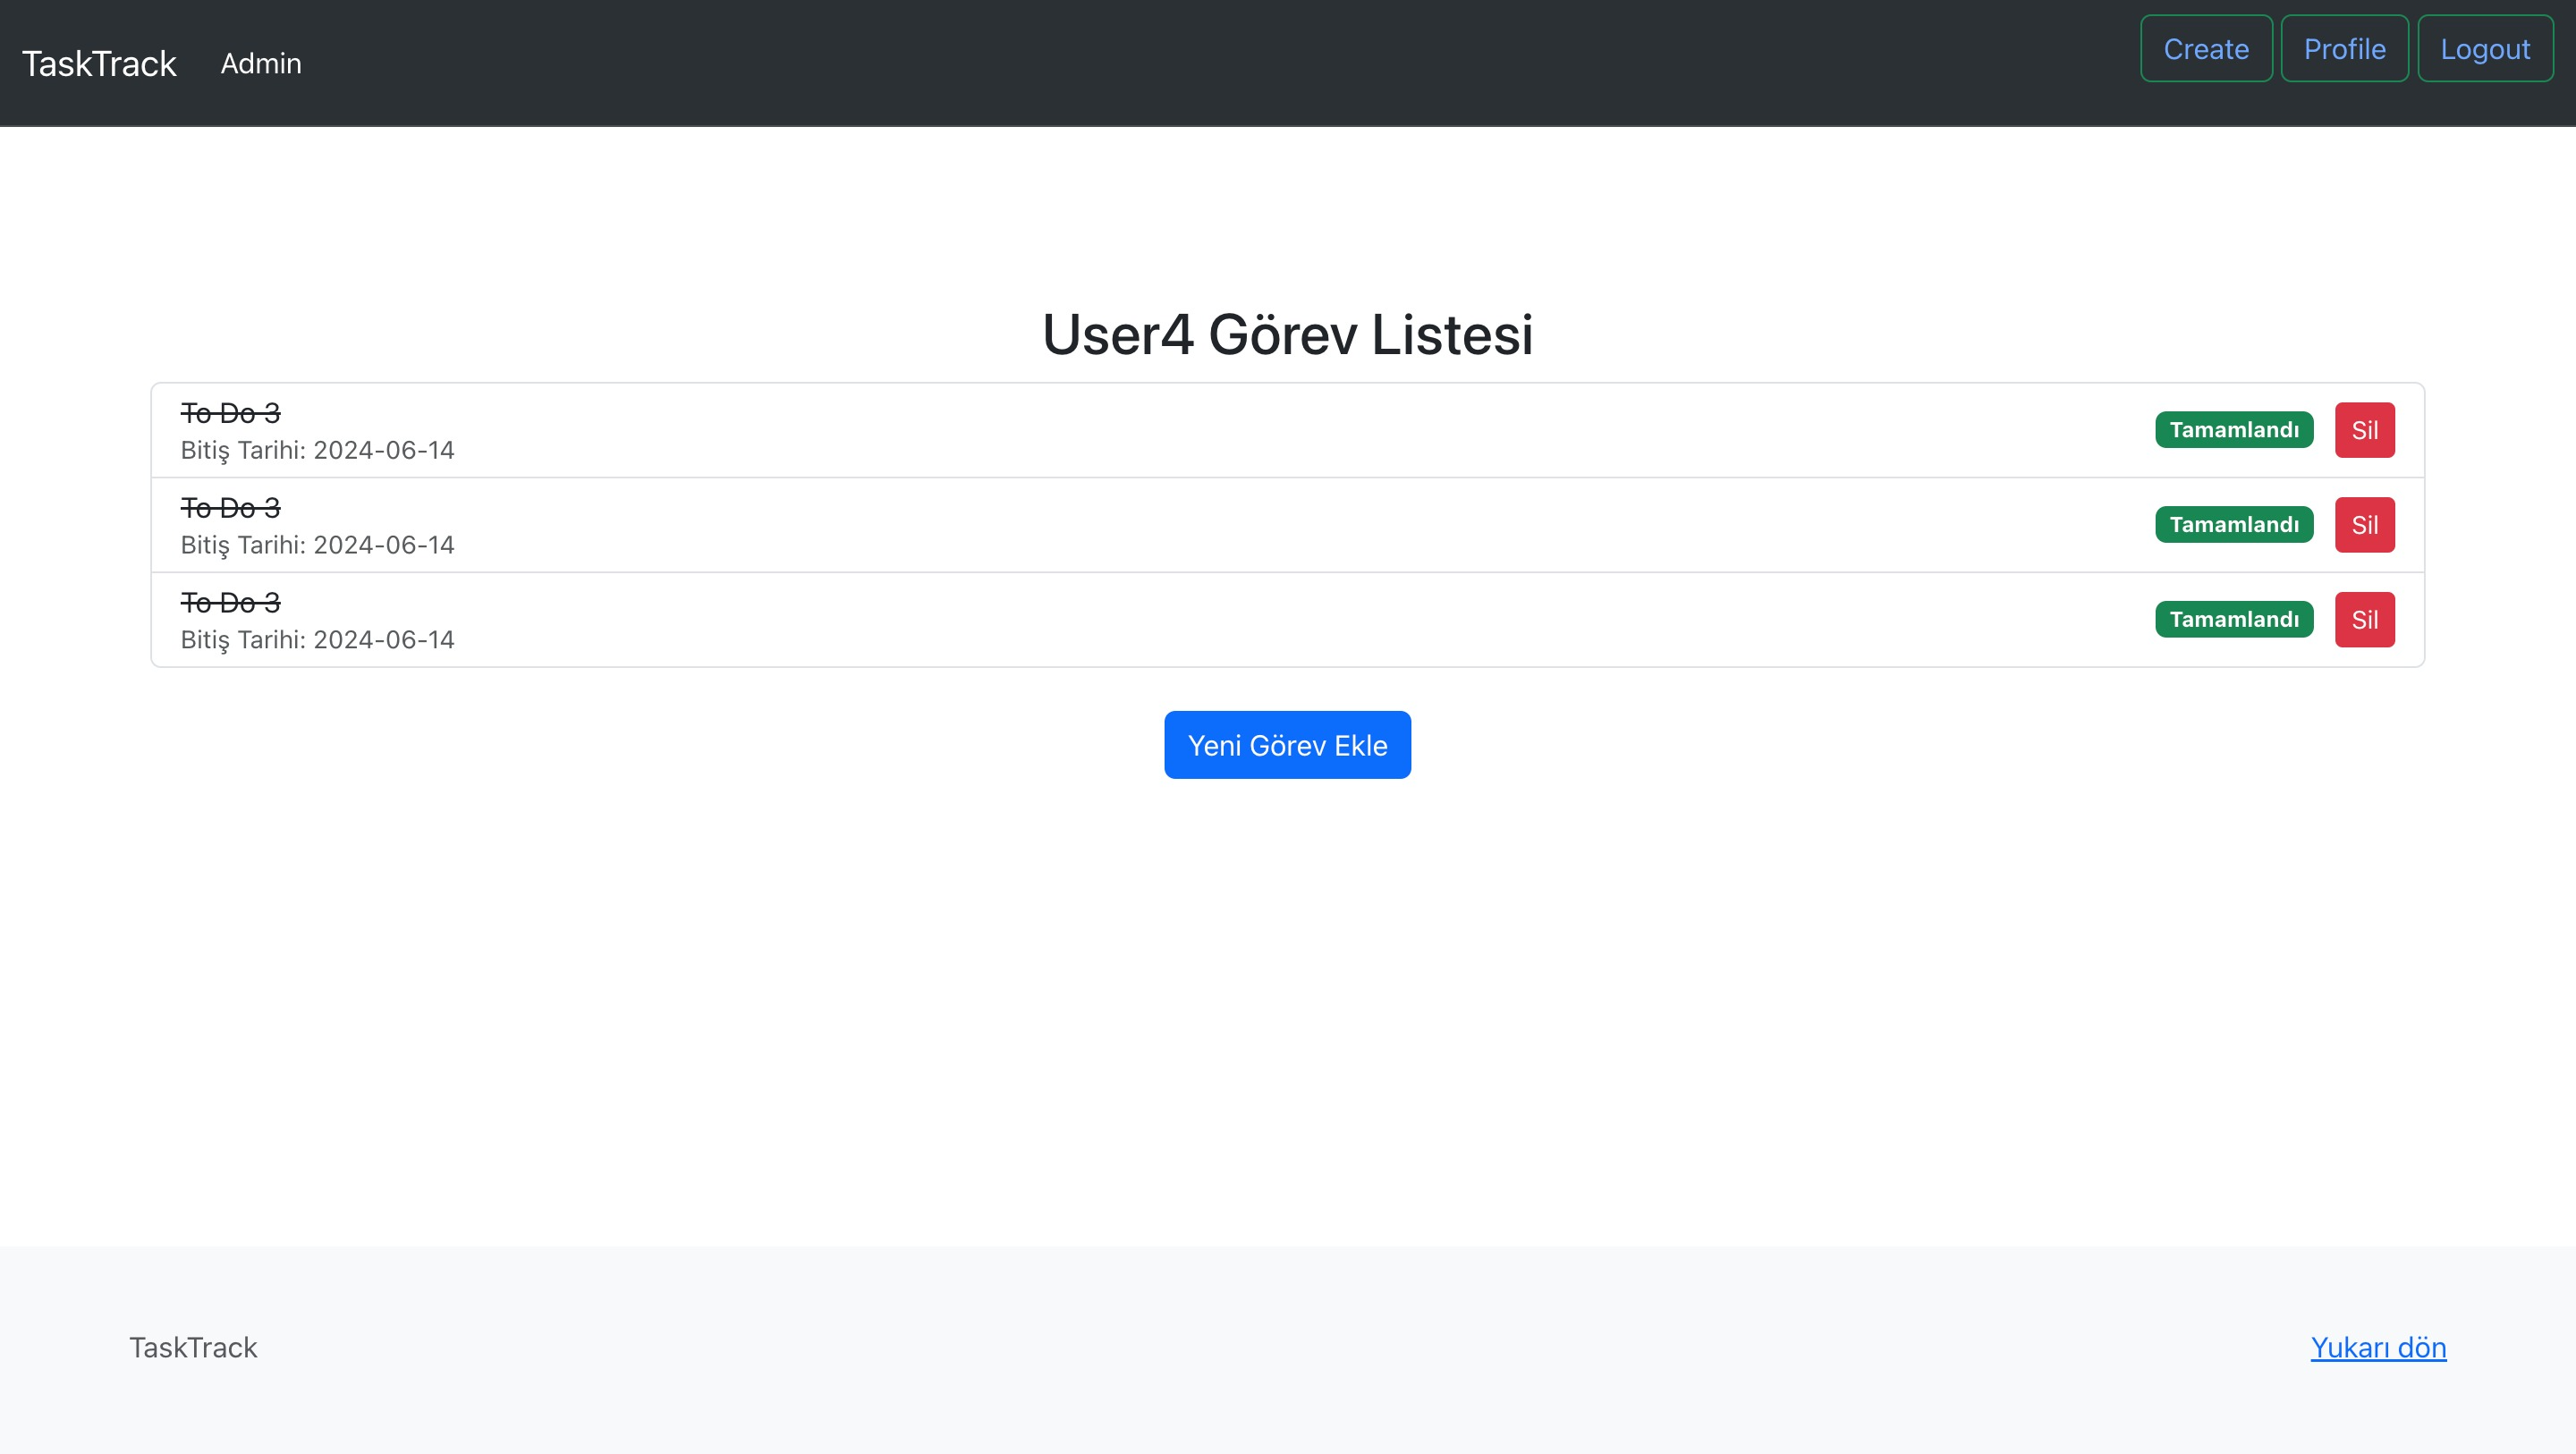 TaskTrack Admin Create Profile Logout
User4 Görev Listesi
To Do 3
Bitiş Tarihi: 2024-06-14
Tamamlandı Sil
To Do 3
Bitiş Tarihi: 2024-06-14
Tamamlandı Sil
To Do 3
Bitiş Tarihi: 2024-06-14
Tamamlandı Sil
Yeni Görev Ekle
TaskTrack Yukarı dön